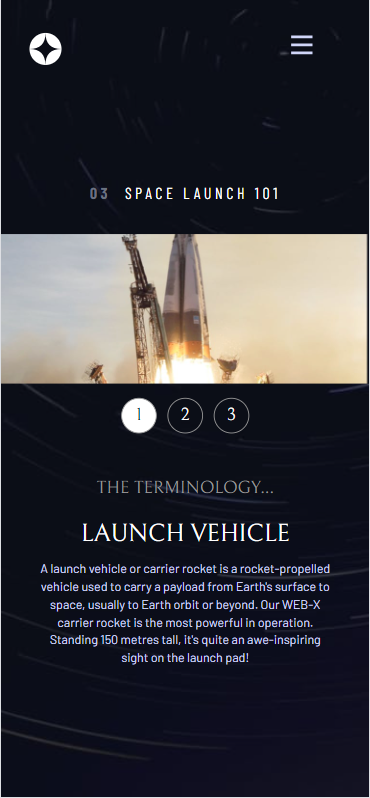 03 SPACE LAUNCH 101
1 2 3
THE TERMINOLOGY...
LAUNCH VEHICLE
A launch vehicle or carrier rocket is a rocket-propelled
vehicle used to carry a payload from Earth's surface to
space, usually to Earth orbit or beyond. Our WEB-X
carrier rocket is the most powerful in operation.
Standing 150 metres tall, it's quite an awe-inspiring
sight on the launch pad!